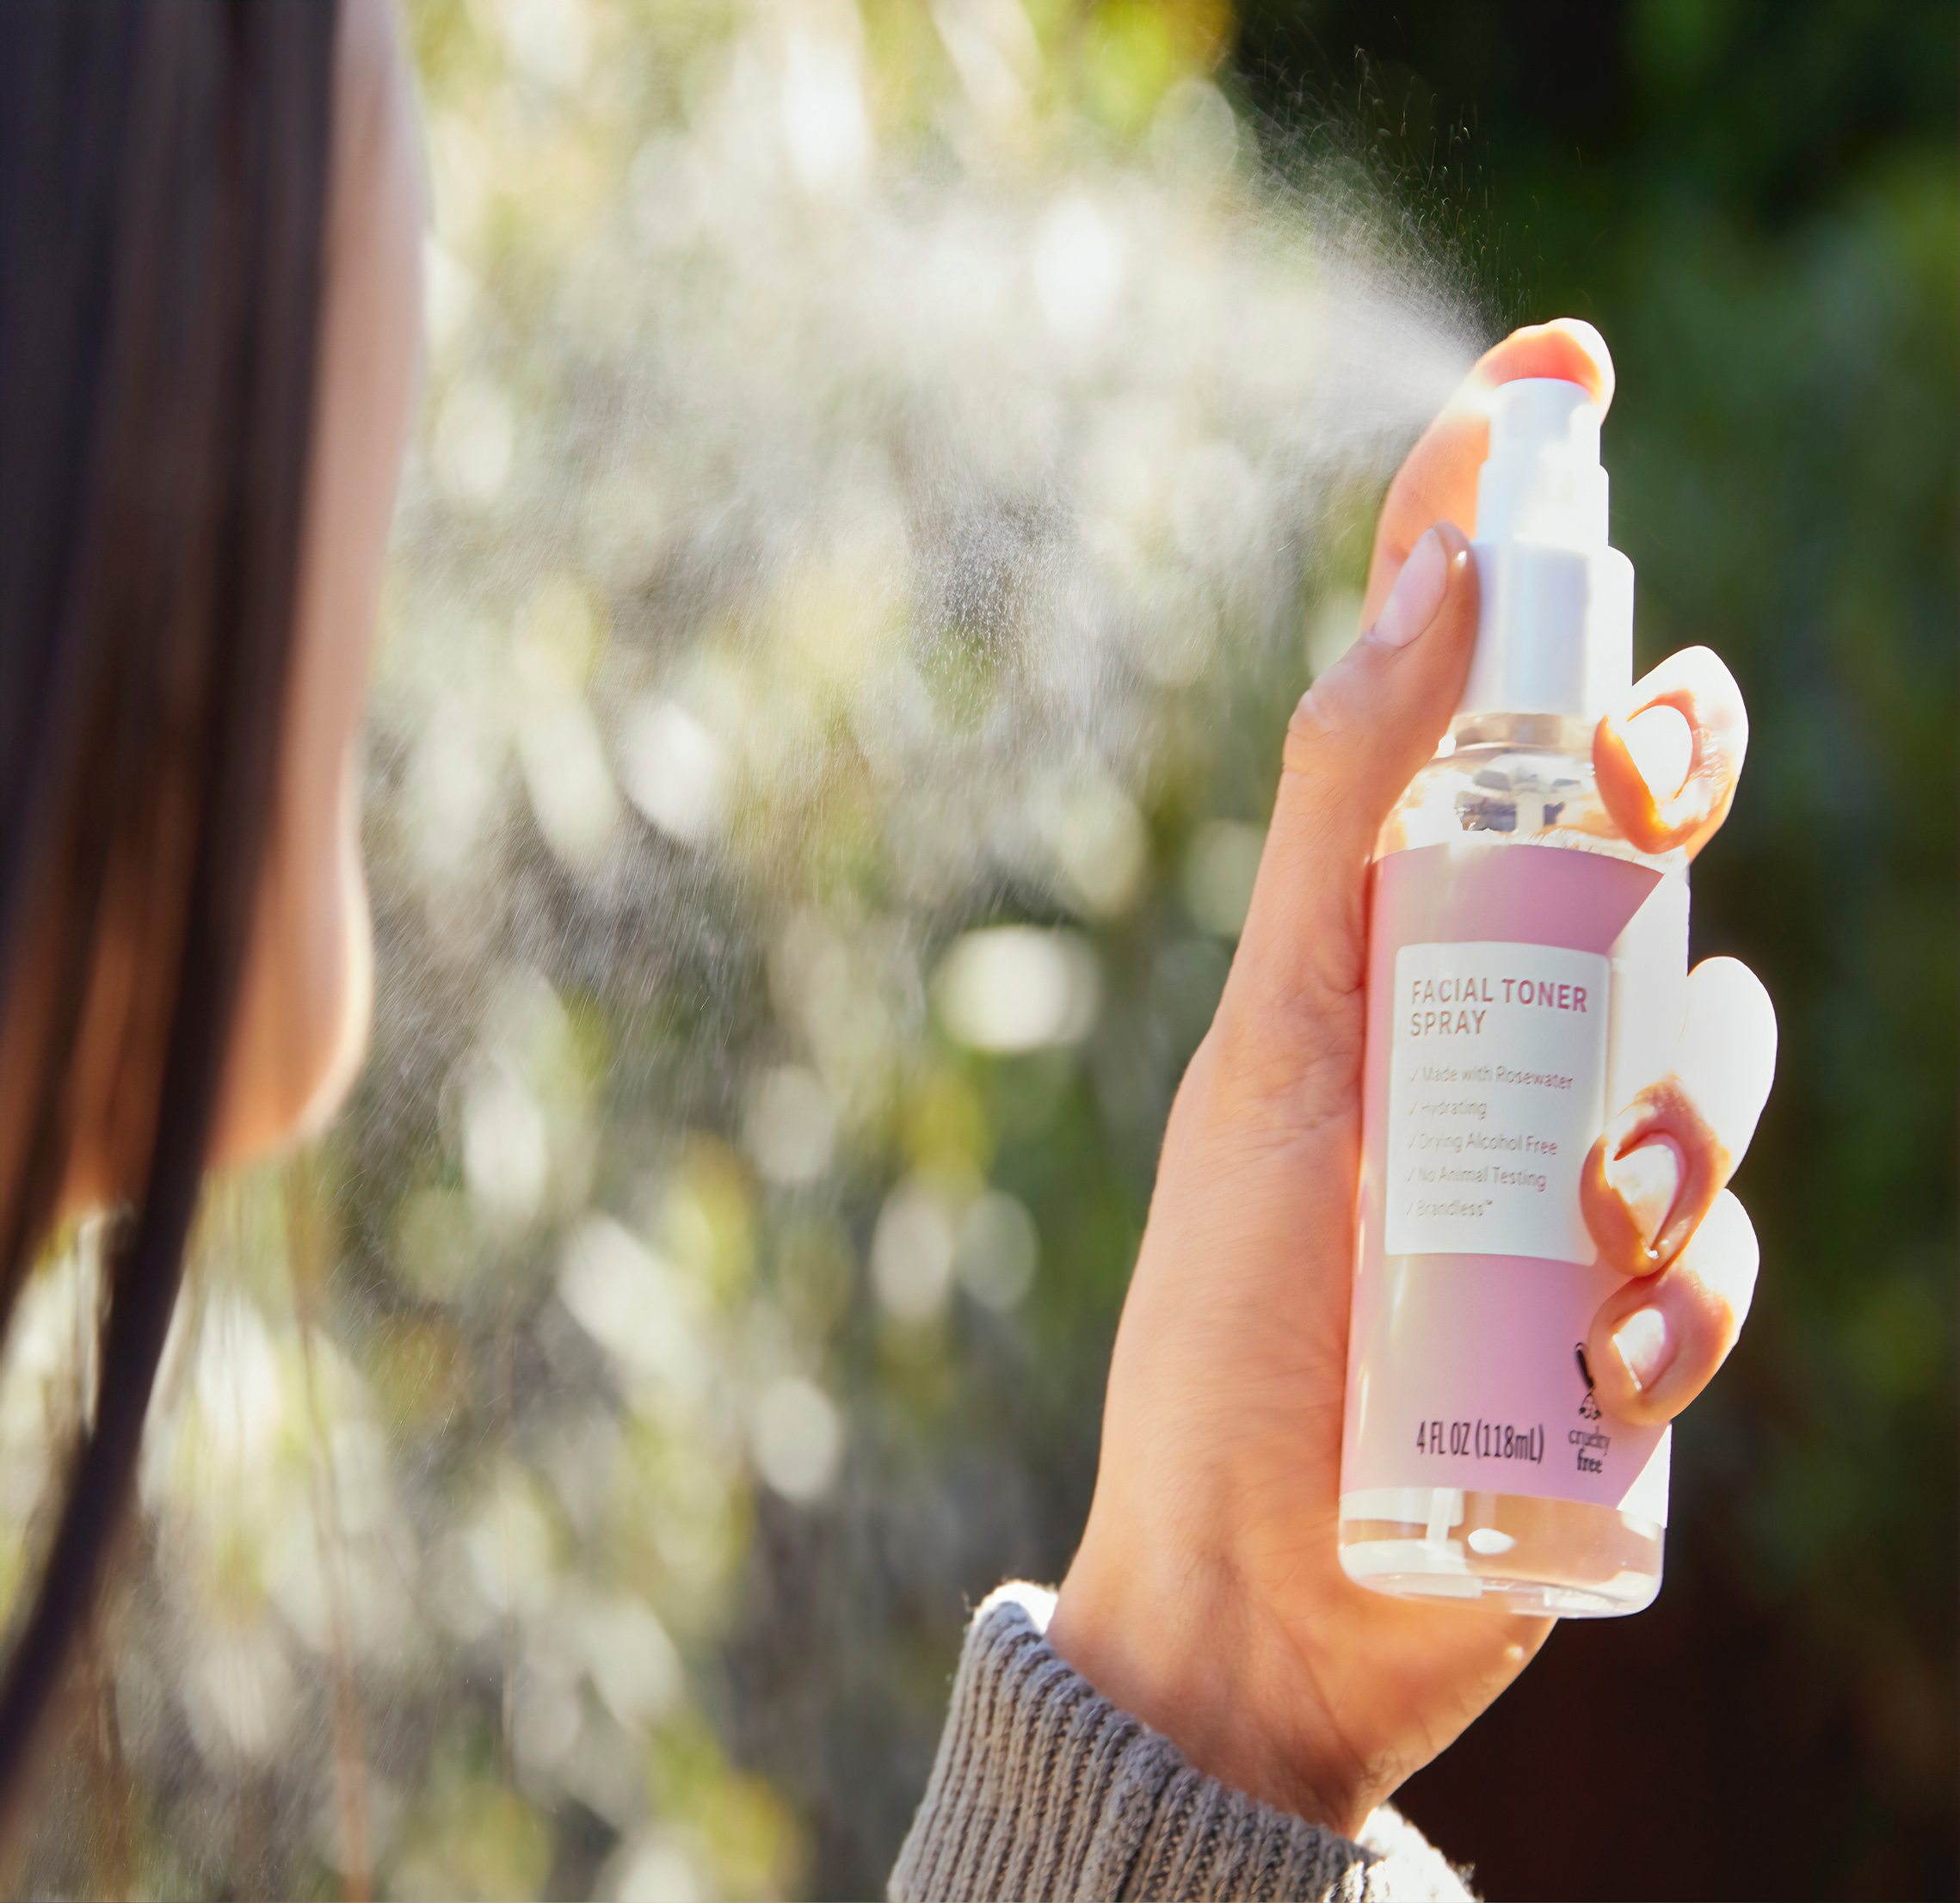 FACIAL TONER
SPRAY
✓ Made with Rosewater
✓ Hydrating
✓ Drying Alcohol Free
✓ No Animal Testing
✓ Brandless™
4 FL OZ (118mL)
cruelty
free